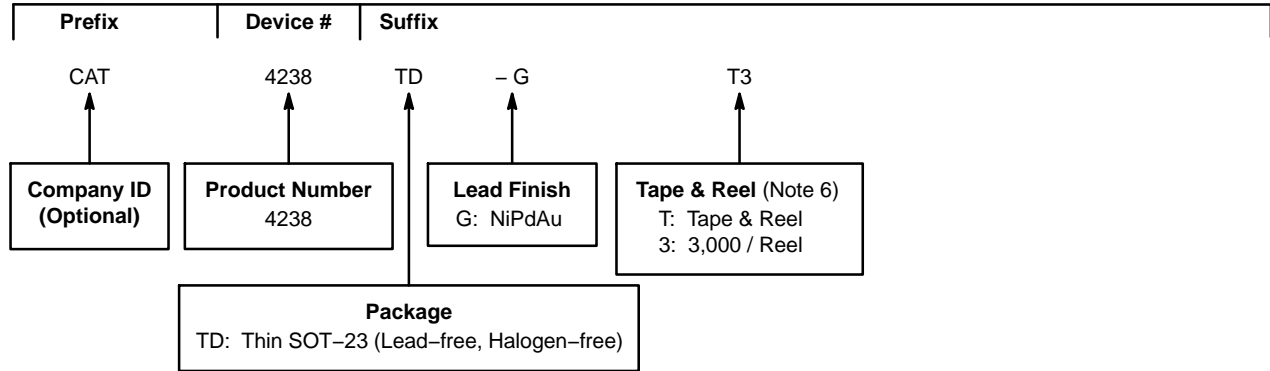 Prefix Device # Suffix
CAT 4238 TD – G T3
Company ID
(Optional)
Product Number
4238
Lead Finish
G: NiPdAu
Tape & Reel (Note 6)
T: Tape & Reel
3: 3,000 / Reel
Package
TD: Thin SOT−23 (Lead−free, Halogen−free)